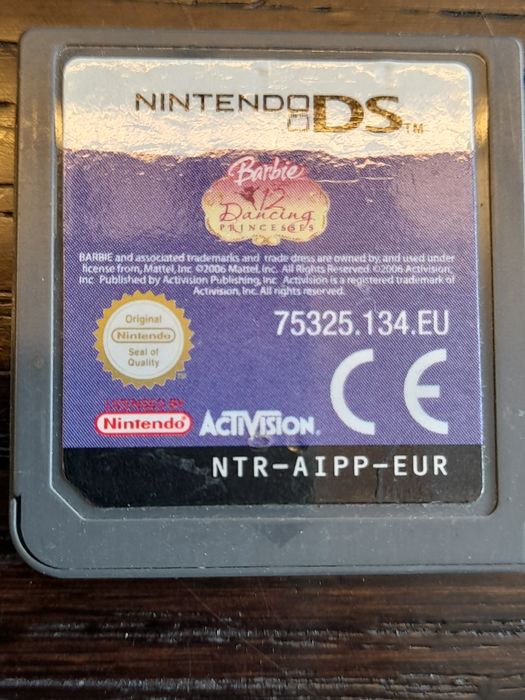 NINTENDO DS™
Barbie
12
Dancing
PRINCESSES
BARBIE and associated trademarks and trade dress are owned by, and used under
license from, Mattel, Inc. ©2006 Mattel, Inc. All Rights Reserved. ©2006 Activision,
Inc. Published by Activision Publishing, Inc. Activision is a registered trademark of
Activision, Inc. All rights reserved.
Original
Nintendo
Seal of
Quality
75325.134.EU
CE
LICENSED BY
Nintendo
ACTIVISION.
NTR-AIPP-EUR